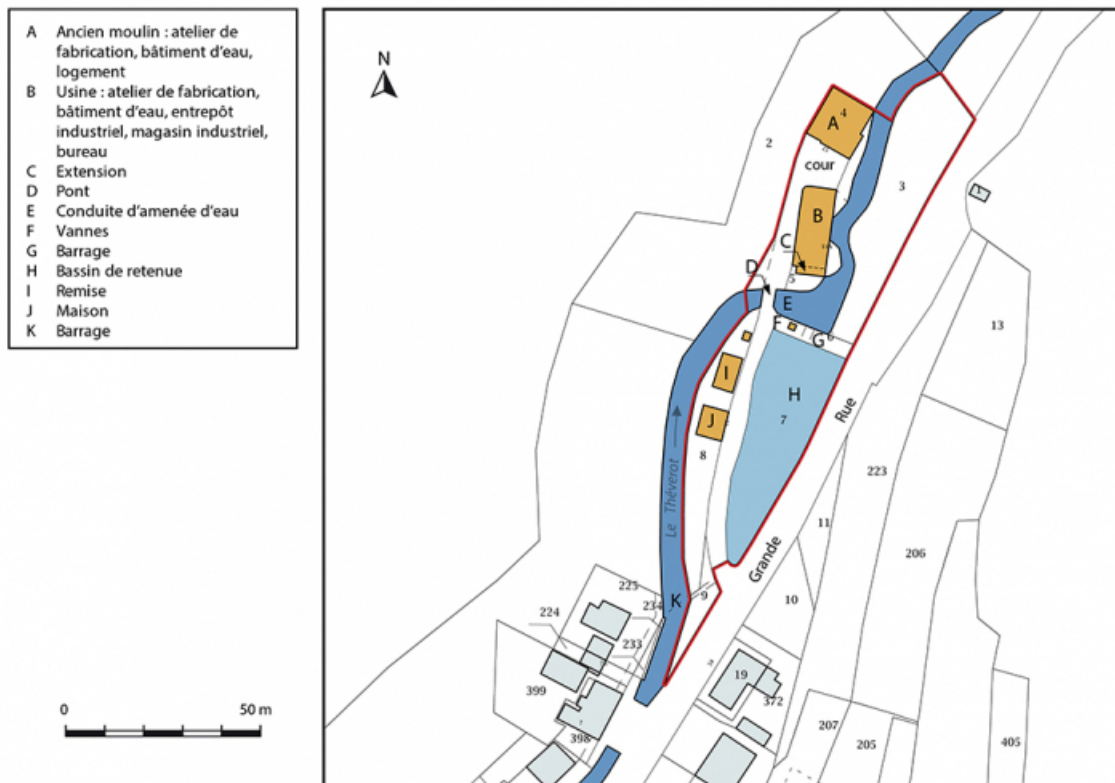 A Ancien moulin : atelier de
fabrication, bâtiment d'eau,
logement
B Usine : atelier de fabrication,
bâtiment d'eau, entrepôt
industriel, magasin industriel,
bureau
C Extension
D Pont
E Conduite d'amenée d'eau
F Vannes
G Barrage
H Bassin de retenue
I Remise
J Maison
K Barrage
0 50 m
N
A 4
2
cour
3
B
C
D
5
E
F
G 6
13
I
H
7
J
Rue
8
Le Théverot
223
11
206
Grande
225
K
9
10
224
234
233
399
19
372
398
207
205
405